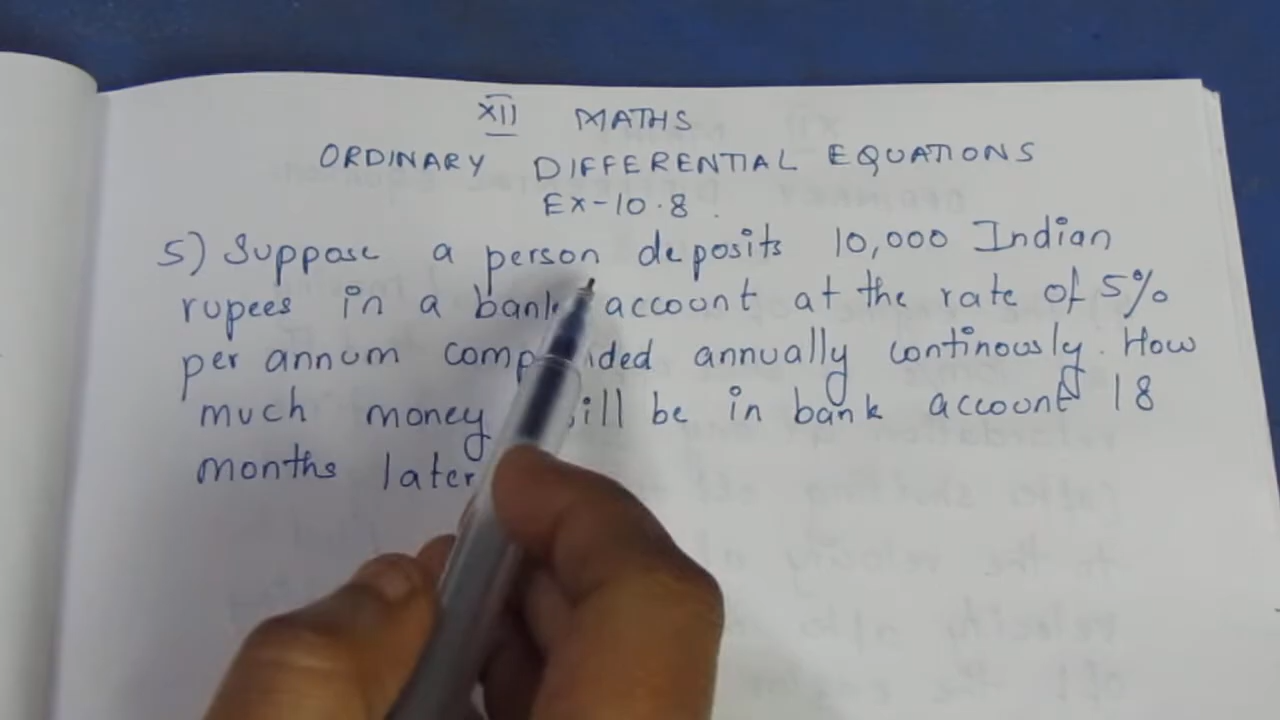 XII MATHS
ORDINARY DIFFERENTIAL EQUATIONS
Ex-10.8.
5) Suppose a person deposits 10,000 Indian
rupees in a bank account at the rate of 5%
per annum annually continously. How
much money will be in bank account 18
months later